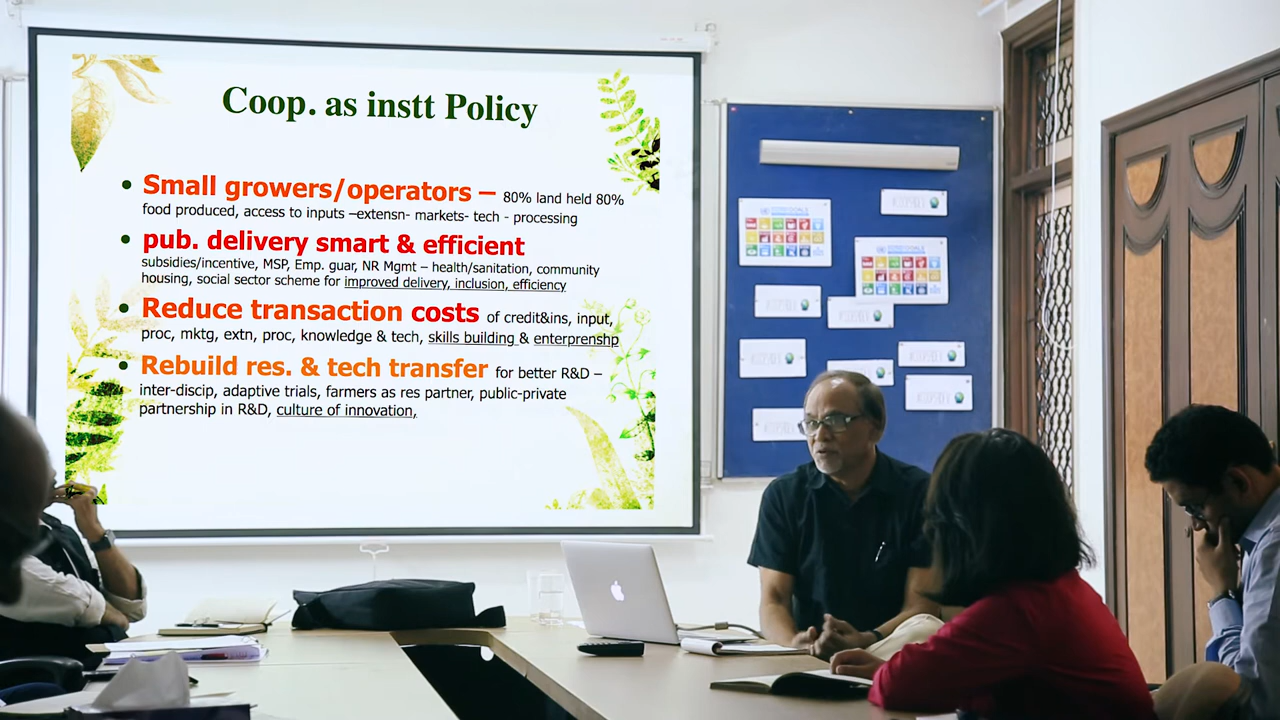 Coop. as instt Policy
• Small growers/operators – 80% land held 80%
food produced, access to inputs –extensn- markets- tech - processing
• pub. delivery smart & efficient
subsidies/incentive, MSP, Emp. guar, NR Mgmt – health/sanitation, community
housing, social sector scheme for improved delivery, inclusion, efficiency
• Reduce transaction costs of credit&ins, input,
proc, mktg, extn, proc, knowledge & tech, skills building & enterprenshp
• Rebuild res. & tech transfer for better R&D –
inter-discip, adaptive trials, farmers as res partner, public-private
partnership in R&D, culture of innovation,